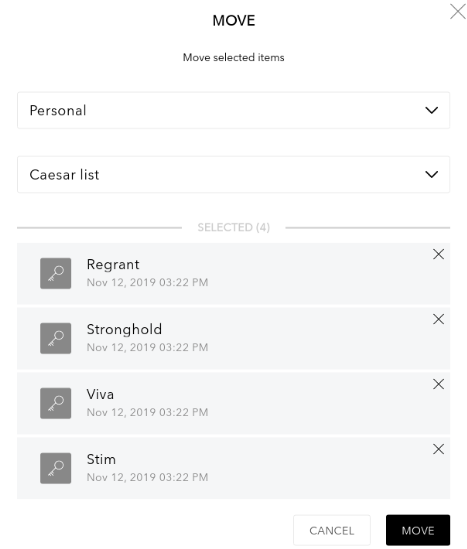 MOVE
Move selected items
Personal
Caesar list
SELECTED (4)
Regrant
Nov 12, 2019 03:22 PM
Stronghold
Nov 12, 2019 03:22 PM
Viva
Nov 12, 2019 03:22 PM
Stim
Nov 12, 2019 03:22 PM
CANCEL
MOVE